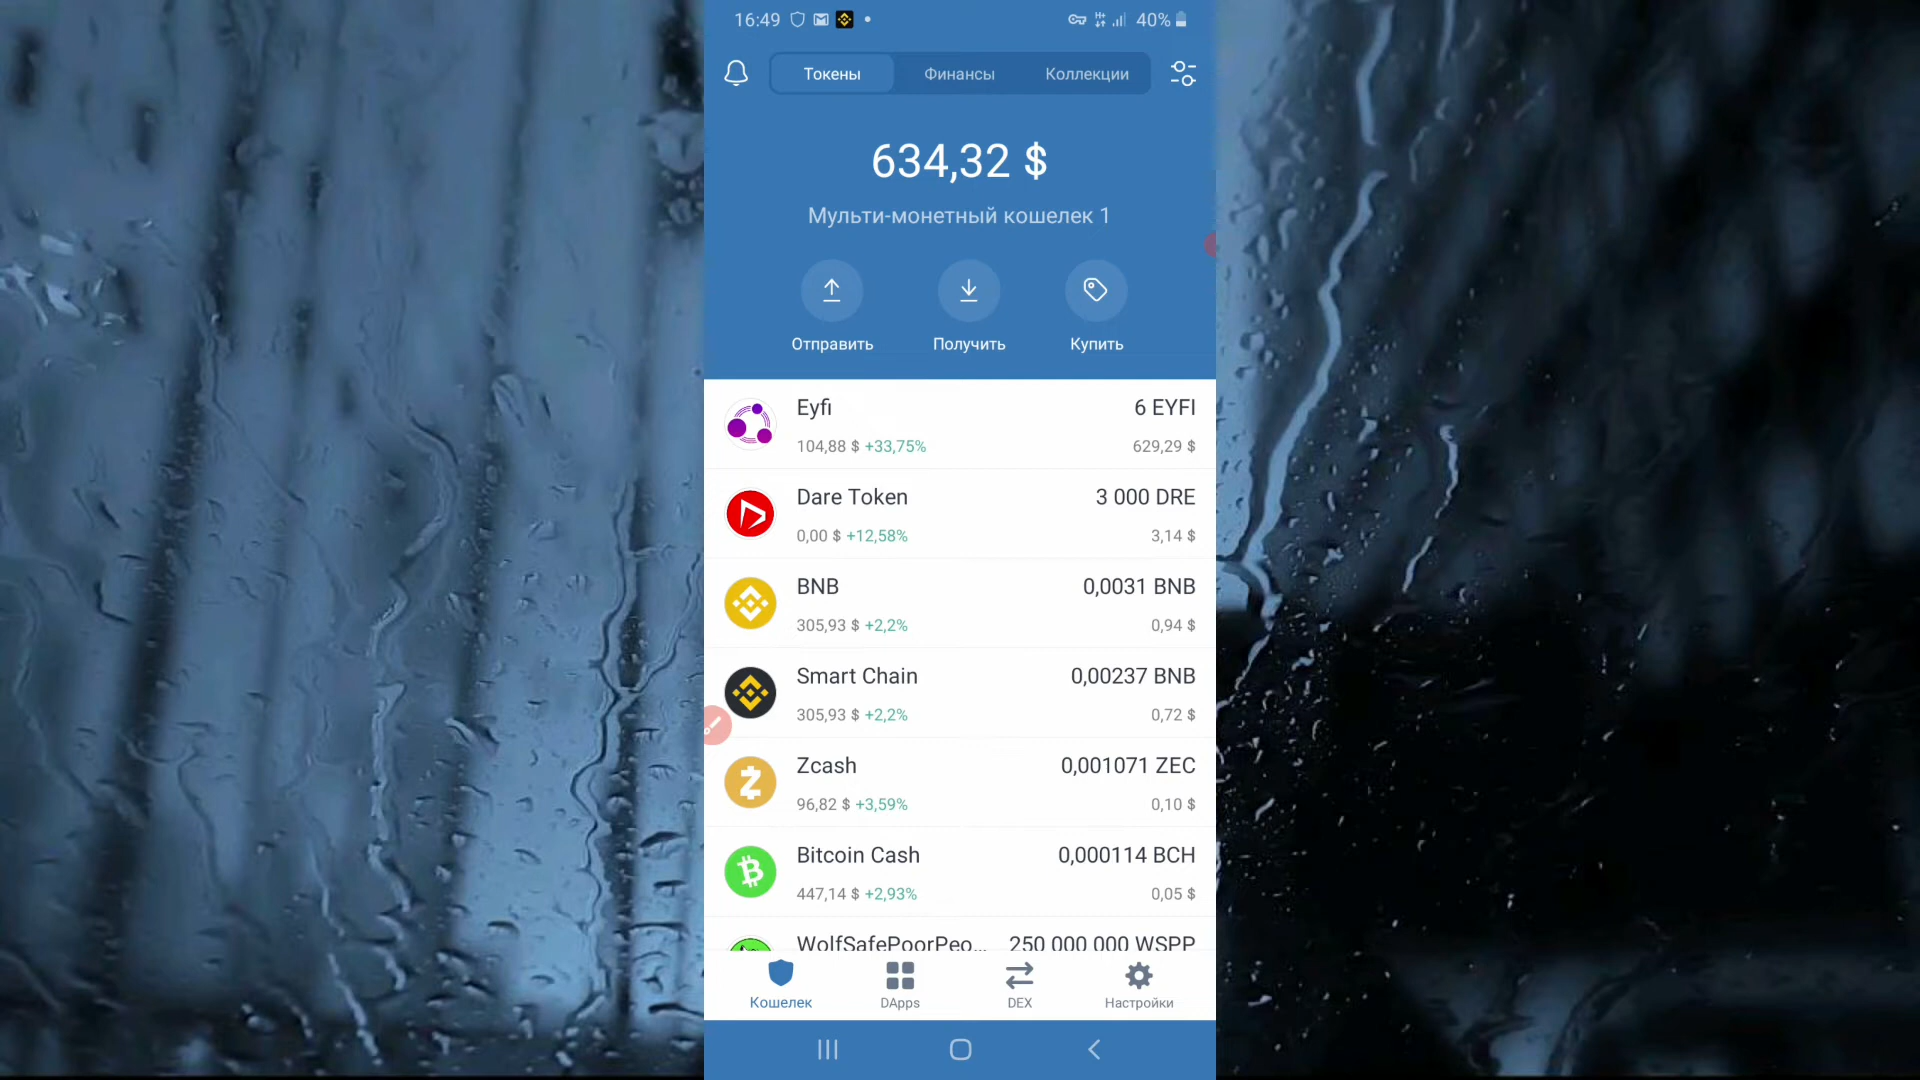 16:49 40%
Токены Финансы Коллекции
634,32 $
Мульти-монетный кошелек 1
Отправить Получить Купить
Eyfi 6 EYFI
104,88 $ +33,75% 629,29 $
Dare Token 3 000 DRE
0,00 $ +12,58% 3,14 $
BNB 0,0031 BNB
305,93 $ +2,2% 0,94 $
Smart Chain 0,00237 BNB
305,93 $ +2,2% 0,72 $
Zcash 0,001071 ZEC
96,82 $ +3,59% 0,10 $
Bitcoin Cash 0,000114 BCH
447,14 $ +2,93% 0,05 $
WolfSafePoorPeo... 250 000 000 WSPP
Кошелек DApps DEX Настройки